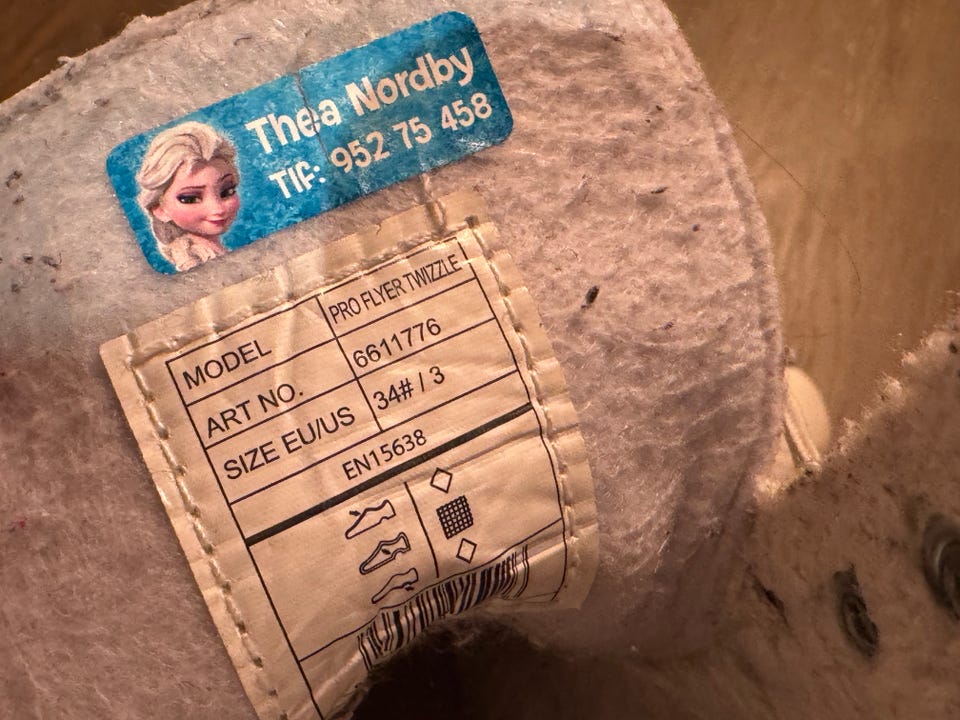 Thea Nordby
Tlf: 952 75 458
MODEL PRO FLYER TWIZZLE
ART NO. 6611776
SIZE EU/US 34# / 3
EN15638